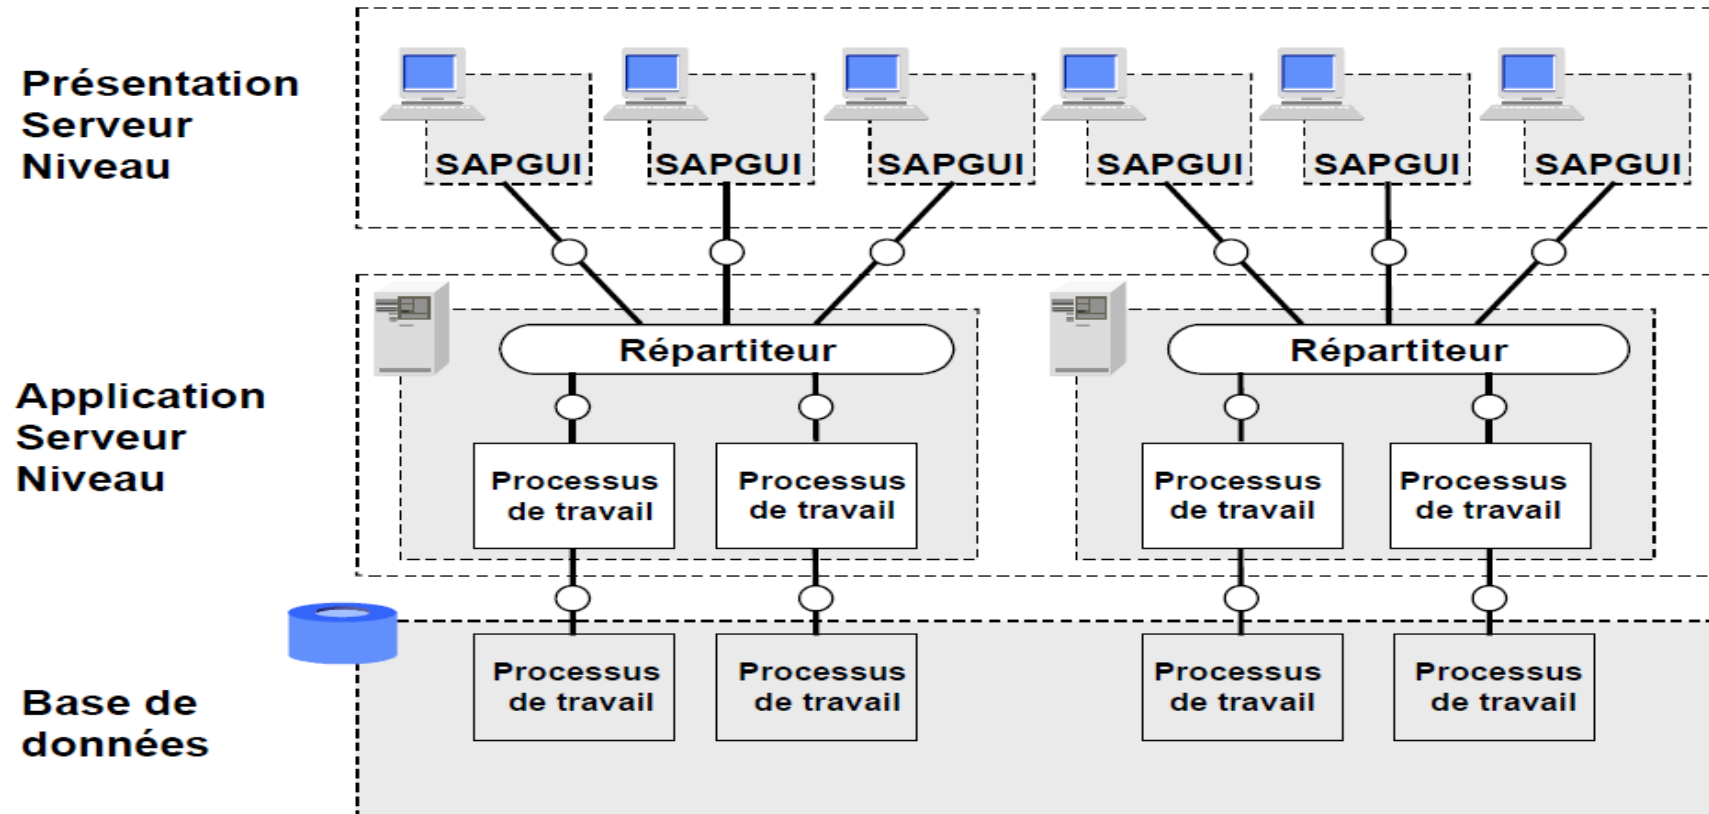 Présentation
Serveur
Niveau
SAPGUI
SAPGUI
SAPGUI
SAPGUI
SAPGUI
SAPGUI
Application
Serveur
Niveau
Répartiteur
Répartiteur
Processus
de travail
Processus
de travail
Processus
de travail
Processus
de travail
Base de
données
Processus
de travail
Processus
de travail
Processus
de travail
Processus
de travail